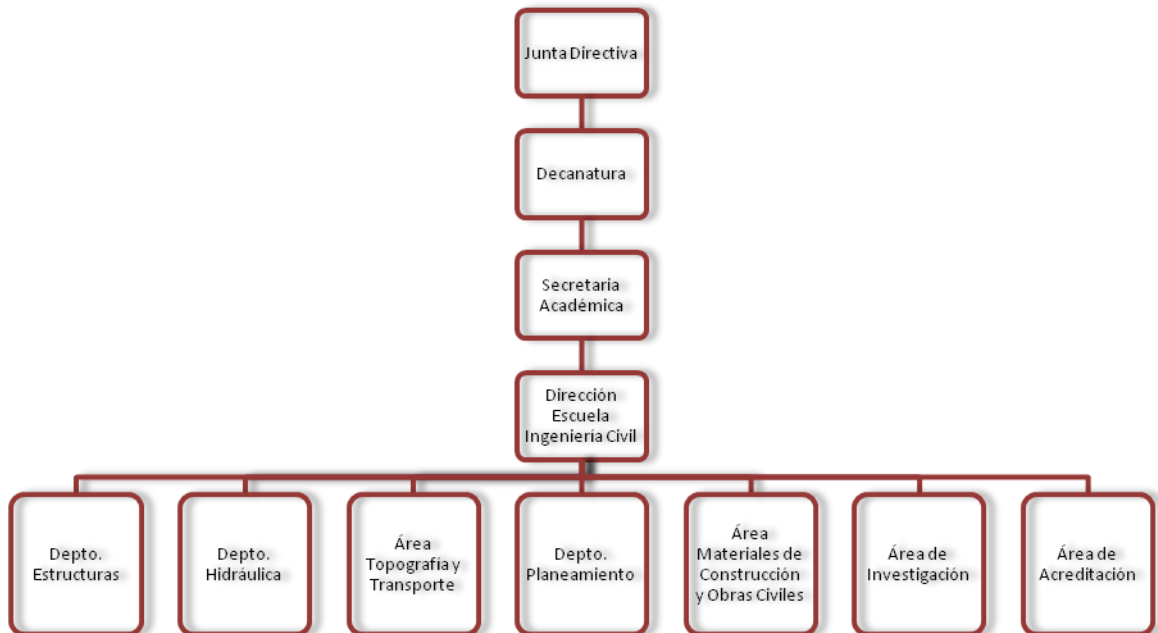 Junta Directiva
Decanatura
Secretaria
Académica
Dirección
Escuela
Ingeniería Civil
Depto.
Estructuras
Depto.
Hidráulica
Área
Topografía y
Transporte
Depto.
Planeamiento
Área
Materiales de
Construcción
y Obras Civiles
Área de
Investigación
Área de
Acreditación